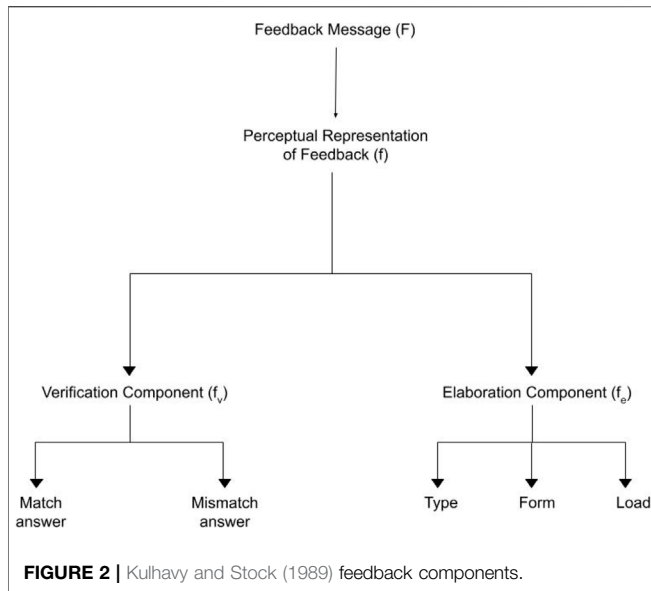 Feedback Message (F)
Perceptual Representation
of Feedback (f)
Verification Component (fᵥ)
Elaboration Component (fₑ)
Match
answer
Mismatch
answer
Type
Form
Load
FIGURE 2 | Kulhavy and Stock (1989) feedback components.